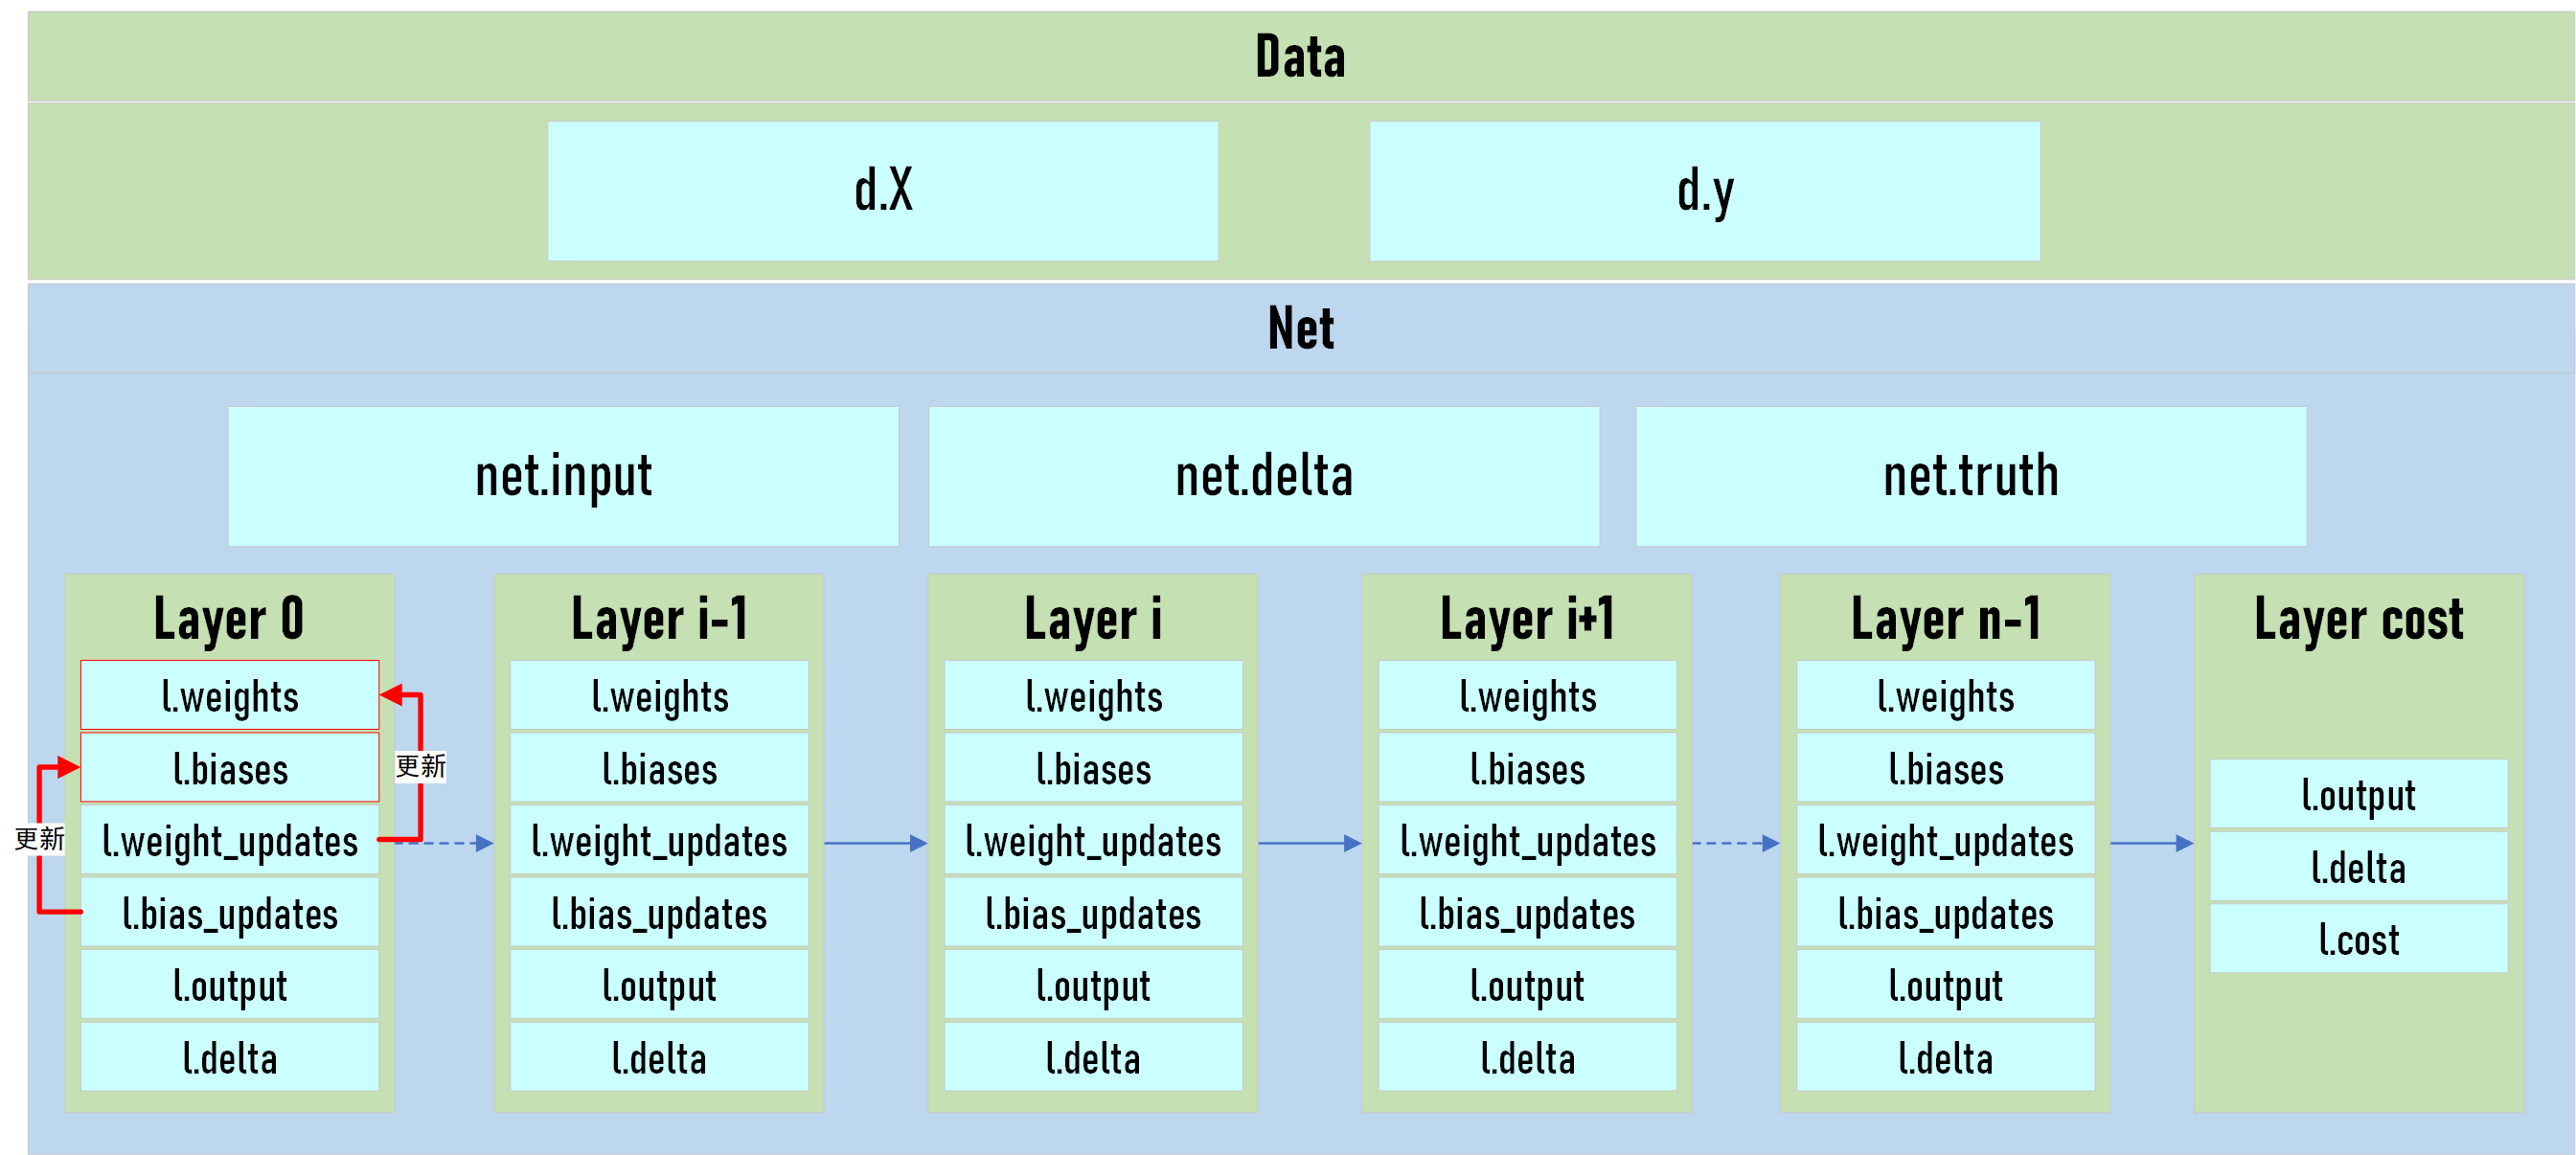 Data
d.X
d.y
Net
net.input
net.delta
net.truth
Layer 0
l.weights
l.biases
l.weight_updates
l.bias_updates
l.output
l.delta
更新
更新
Layer i-1
l.weights
l.biases
l.weight_updates
l.bias_updates
l.output
l.delta
Layer i
l.weights
l.biases
l.weight_updates
l.bias_updates
l.output
l.delta
Layer i+1
l.weights
l.biases
l.weight_updates
l.bias_updates
l.output
l.delta
Layer n-1
l.weights
l.biases
l.weight_updates
l.bias_updates
l.output
l.delta
Layer cost
l.output
l.delta
l.cost